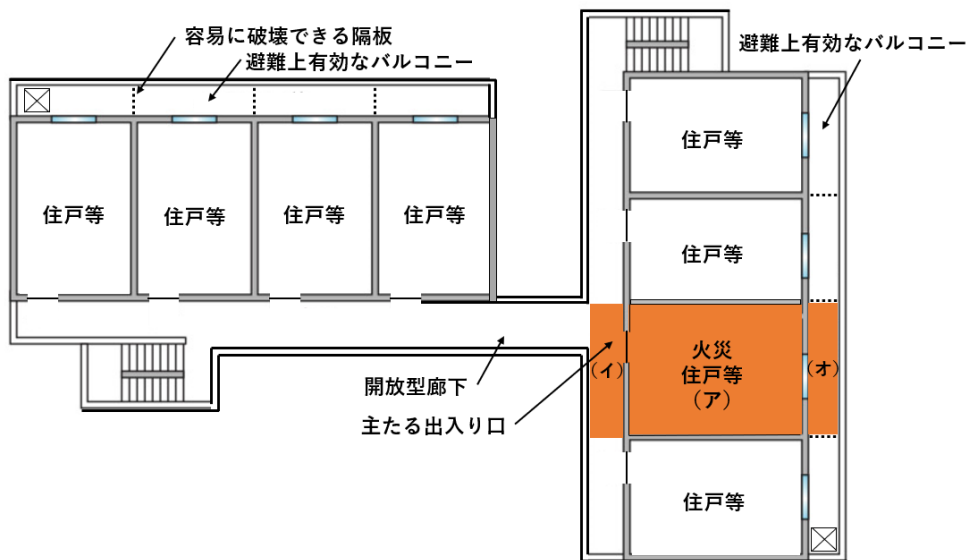 容易に破壊できる隔板
避難上有効なバルコニー
避難上有効なバルコニー
住戸等
住戸等
住戸等
住戸等
住戸等
住戸等
火災
住戸等
(ア)
(イ)
(オ)
開放型廊下
主たる出入り口
住戸等